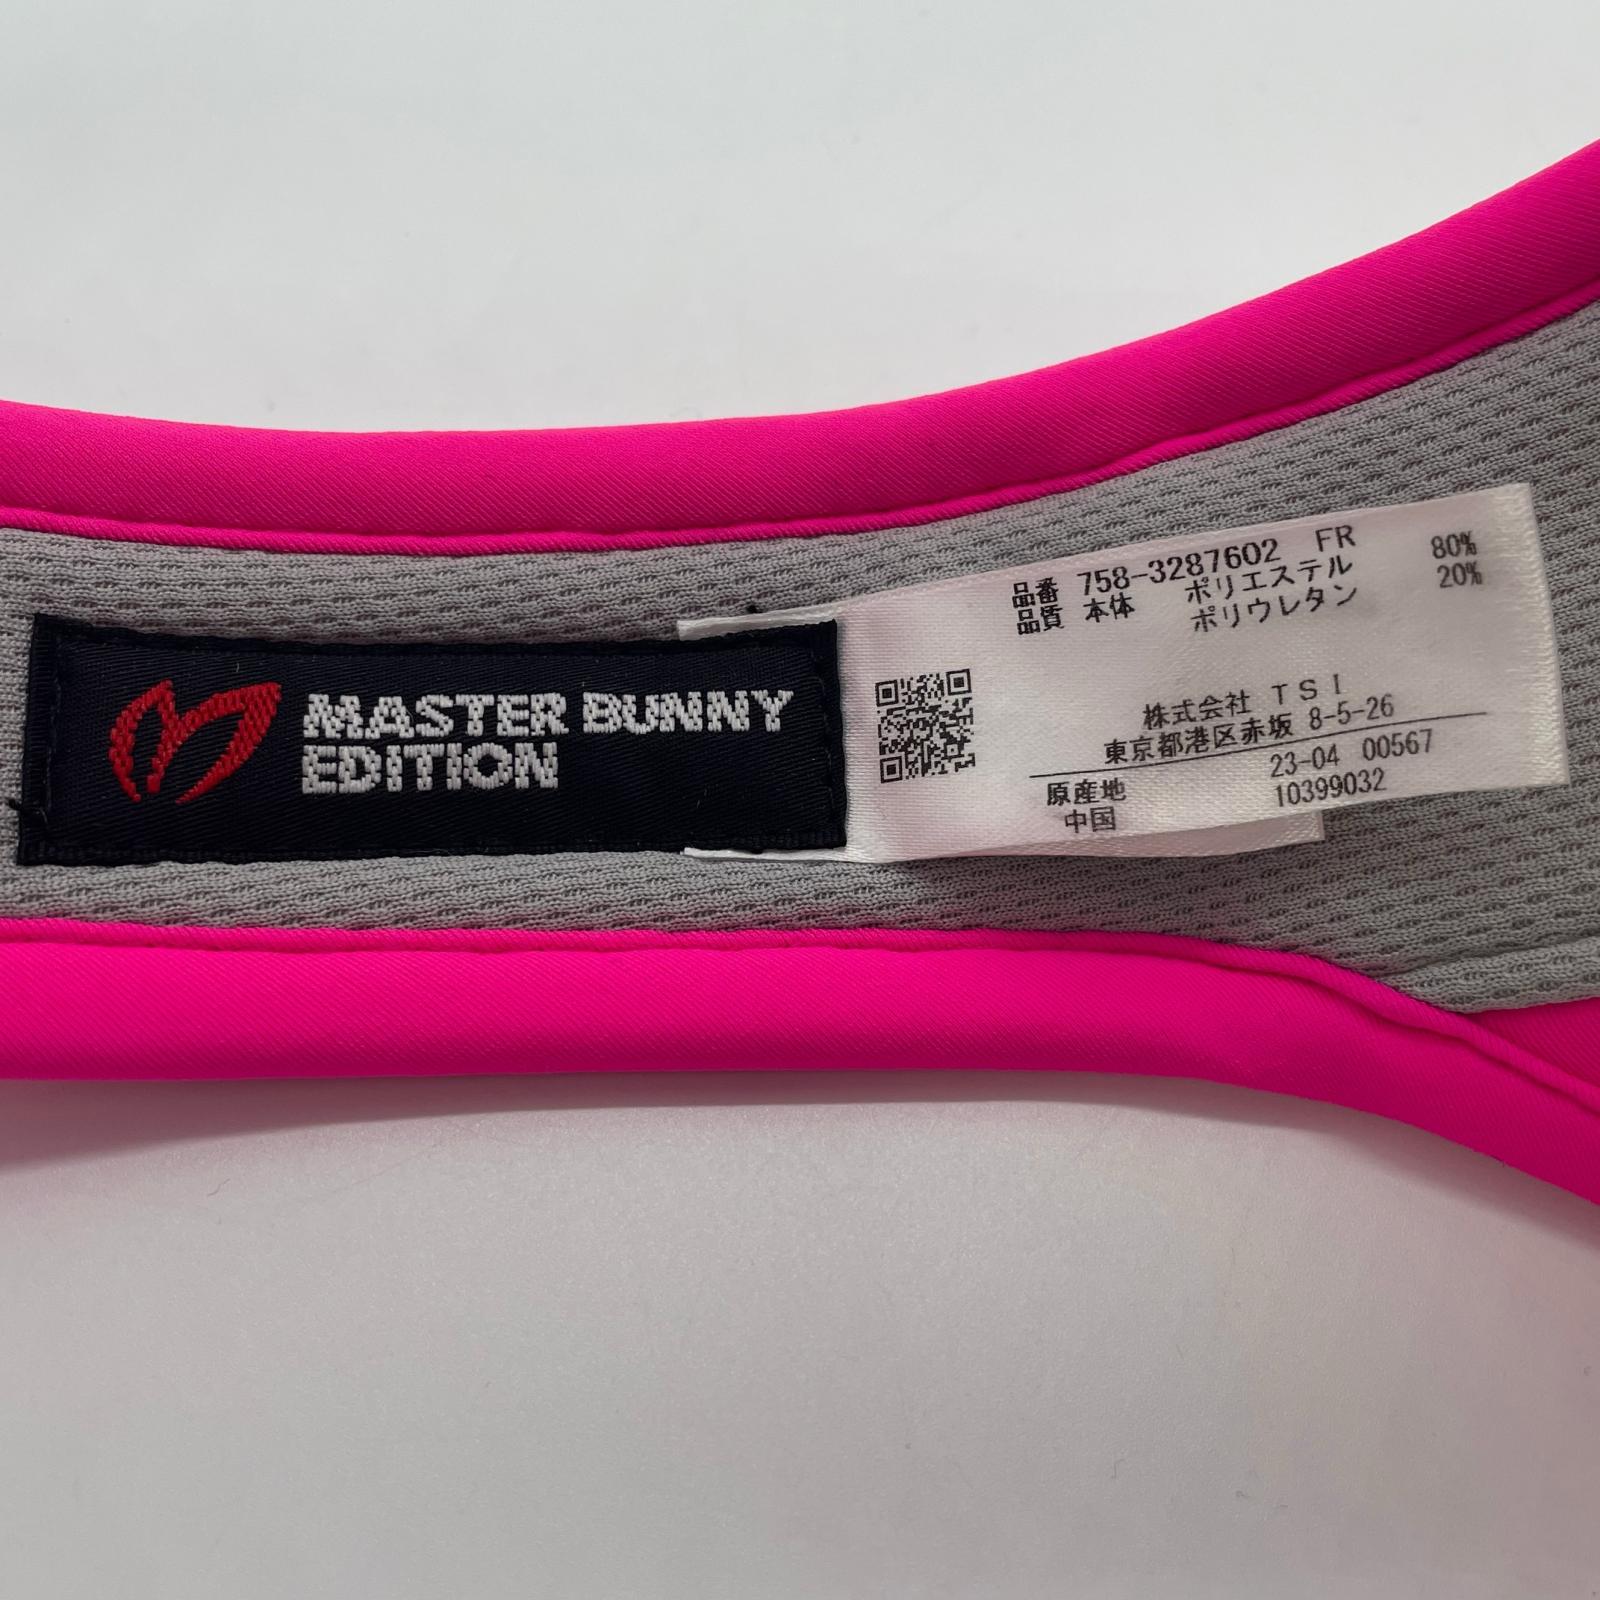 MASTER BUNNY
EDITION
品番 758-3287602 FR
品質 本体 ポリエステル 80%
ポリウレタン 20%
株式会社 TSI
東京都港区赤坂 8-5-26
23-04 00567
原産地 10399032
中国